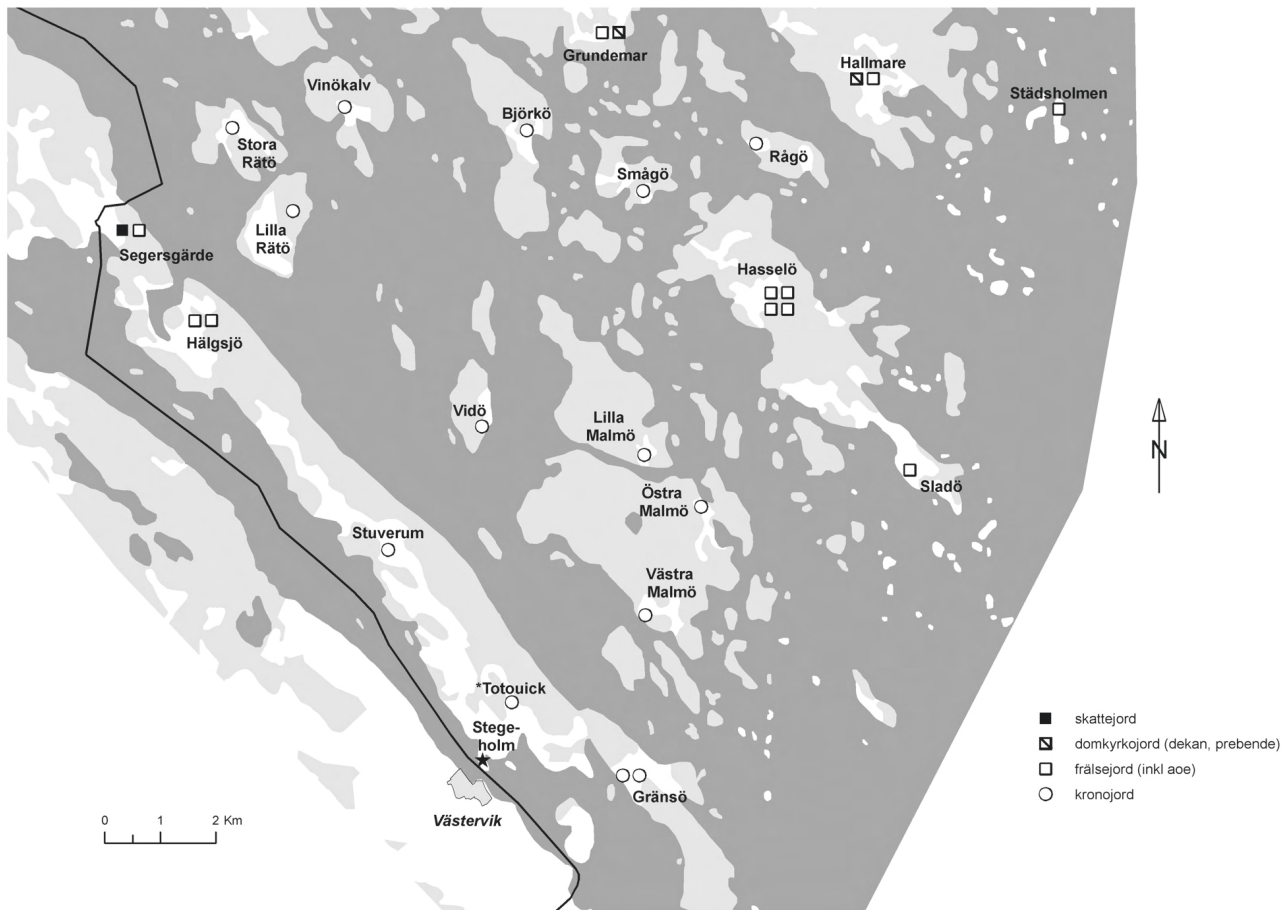 Grundemar
Hallmare
Vinökalv
Städsholmen
Björkö
Stora
Rätö
Rågö
Smågö
Lilla
Rätö
Segersgärde
Hasselö
Hälgsjö
Vidö
Lilla
Malmö
Sladö
Östra
Malmö
Stuverum
Västra
Malmö
*Totouick
Stege-
holm
Gränsö
Västervik
N
0 1 2 Km
skattejord
domkyrkojord (dekan, prebende)
frälsejord (inkl aoe)
kronojord